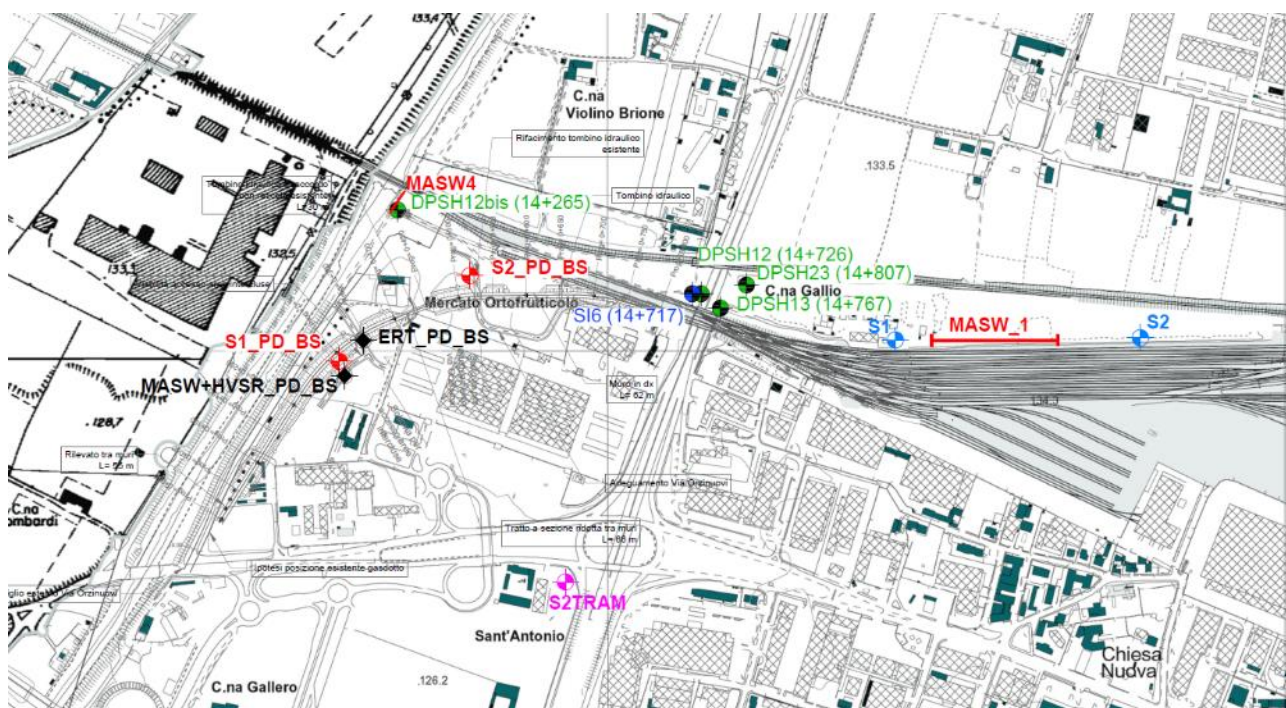 133,4
C.na
Violino Brione
Rifacimento tombino idraulico
esistente
133.5
MASW4
DPSH12bis (14+265)
Tombino idraulico
132,5
S2_PD_BS
DPSH12 (14+726)
DPSH23 (14+807)
C.na Gallio
DPSH13 (14+767)
SI6 (14+717)
Mercato Ortofrutticolo
S1_PD_BS
ERT_PD_BS
MASW+HVSR_PD_BS
S1
MASW_1
S2
Muro in dx
L= 62 m
128,7
Rilevato tra muri
Adeguamento Via Orzinuovi
Tratto a sezione ridotta tra muri
L= 66 m
potesi posizione esistente gasdotto
S2TRAM
Sant'Antonio
C.na Gallero
126.2
Chiesa
Nuova